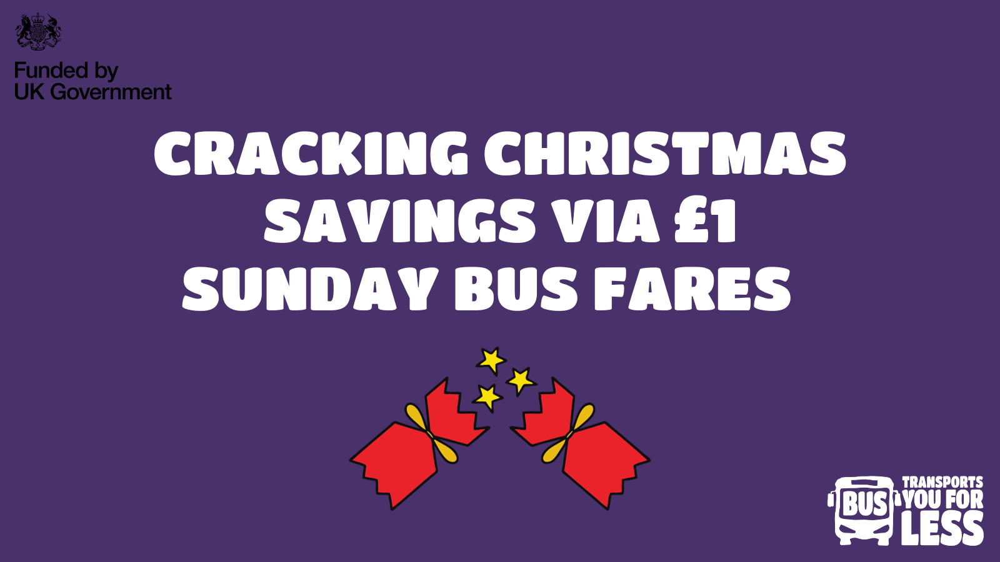 Funded by
UK Government
CRACKING CHRISTMAS
SAVINGS VIA £1
SUNDAY BUS FARES
BUS
TRANSPORTS
YOU FOR
LESS